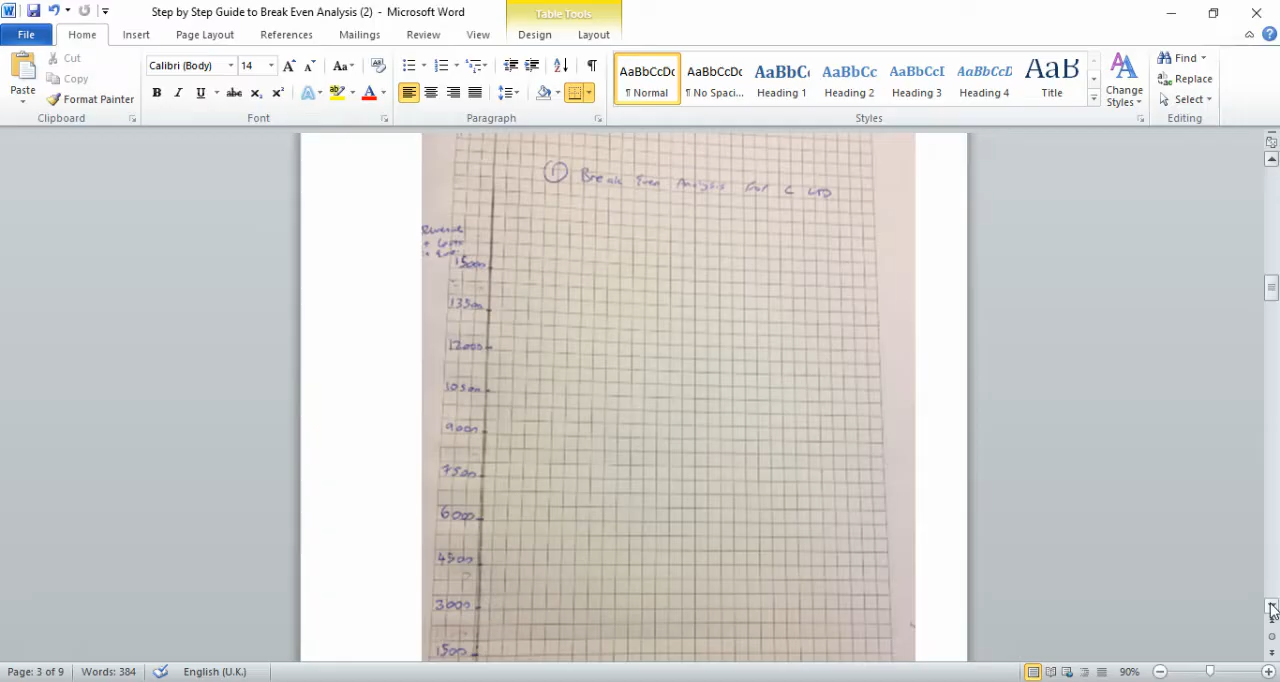 Step by Step Guide to Break Even Analysis (2) - Microsoft Word
Table Tools
File Home Insert Page Layout References Mailings Review View Design Layout
Paste
Cut
Copy
Format Painter
Clipboard
Calibri (Body) 14
Font
Paragraph
AaBbCcDc AaBbCcDc AaBbC AaBbCc AaBbCcI AaBbCcD AaB
¶ Normal ¶ No Spaci... Heading 1 Heading 2 Heading 3 Heading 4 Title
Change
Styles
Styles
Find
Replace
Select
Editing
① Break Even Analysis For C LTD
Revenue
15000
13500
12000
10500
9000
7500
6000
4500
3000
1500
Page: 3 of 9 Words: 384 English (U.K.) 90%